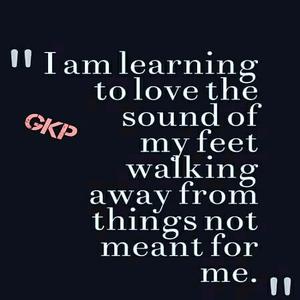 " I am learning
to love the
sound of
GKP
my feet
walking
away from
things not
meant for
me. "